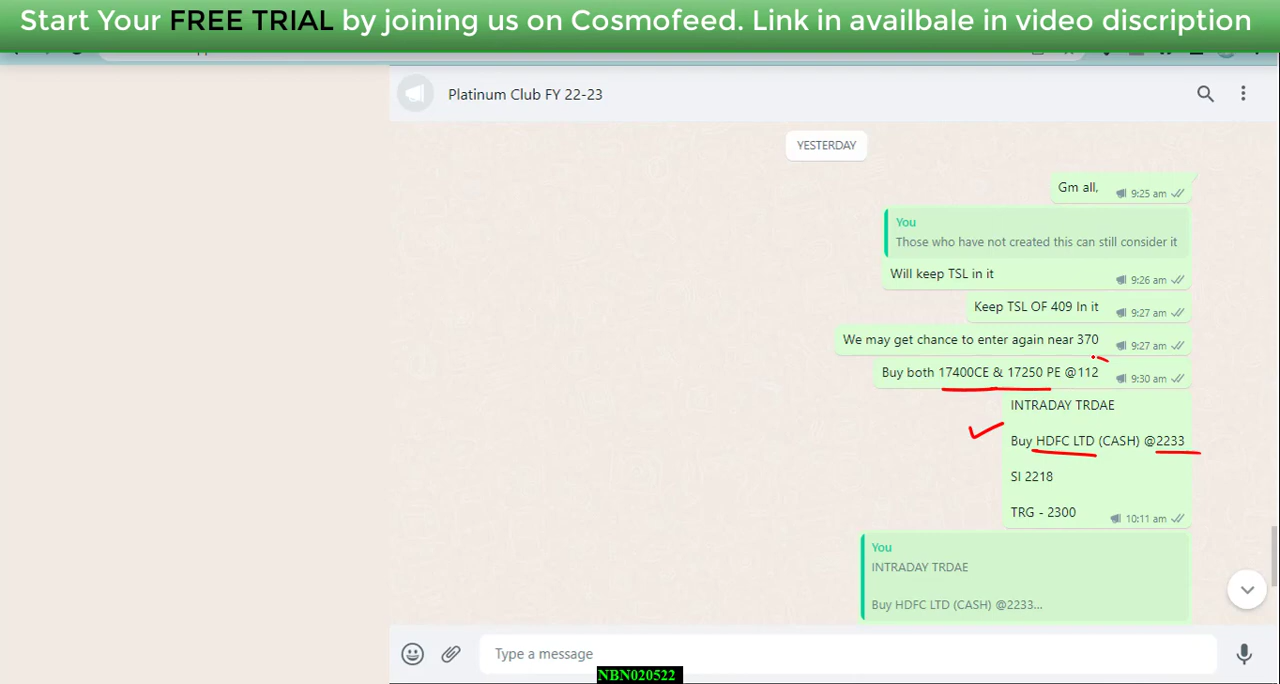 Start Your FREE TRIAL by joining us on Cosmofeed. Link in availbale in video discription
Platinum Club FY 22-23
YESTERDAY
Gm all,
9:25 am
You
Those who have not created this can still consider it
Will keep TSL in it
9:26 am
Keep TSL OF 409 In it
9:27 am
We may get chance to enter again near 370
9:27 am
Buy both 17400CE & 17250 PE @112
9:30 am
INTRADAY TRDAE
Buy HDFC LTD (CASH) @2233
Sl 2218
TRG - 2300
10:11 am
You
INTRADAY TRDAE
Buy HDFC LTD (CASH) @2233...
Type a message
NBN020522